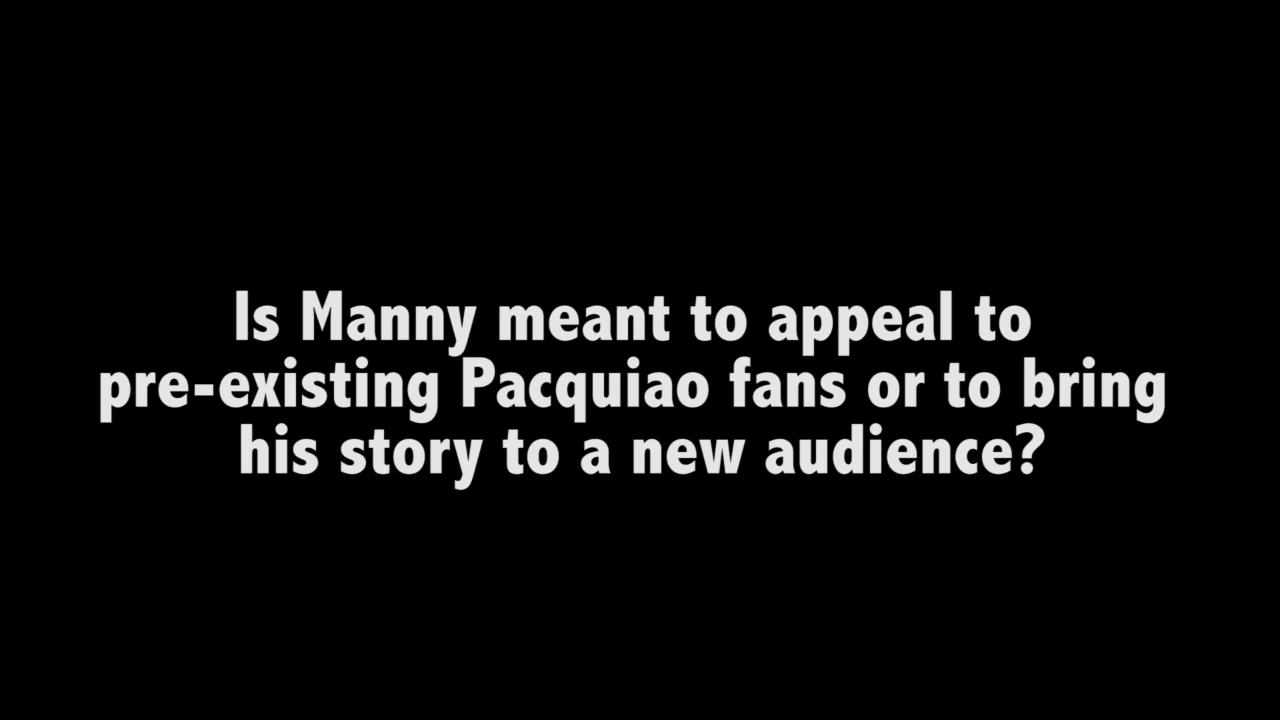 Is Manny meant to appeal to
pre-existing Pacquiao fans or to bring
his story to a new audience?